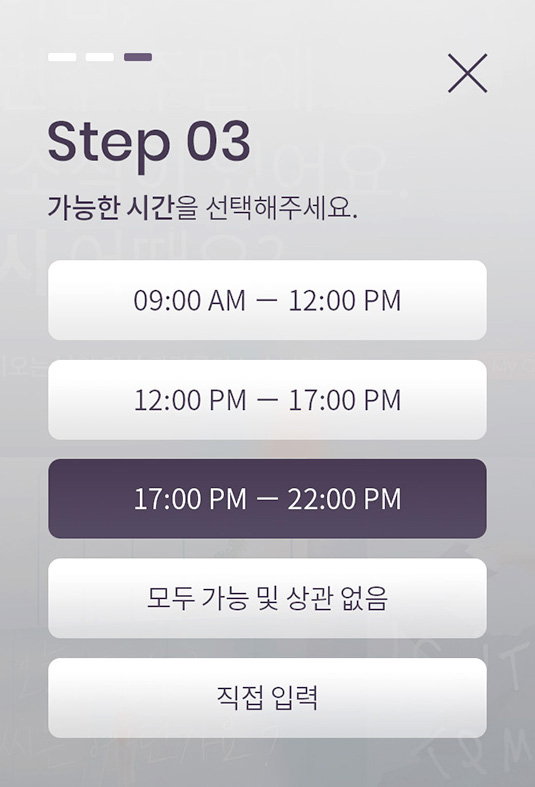 Step 03
가능한 시간을 선택해주세요.
09:00 AM — 12:00 PM
12:00 PM — 17:00 PM
17:00 PM — 22:00 PM
모두 가능 및 상관 없음
직접 입력